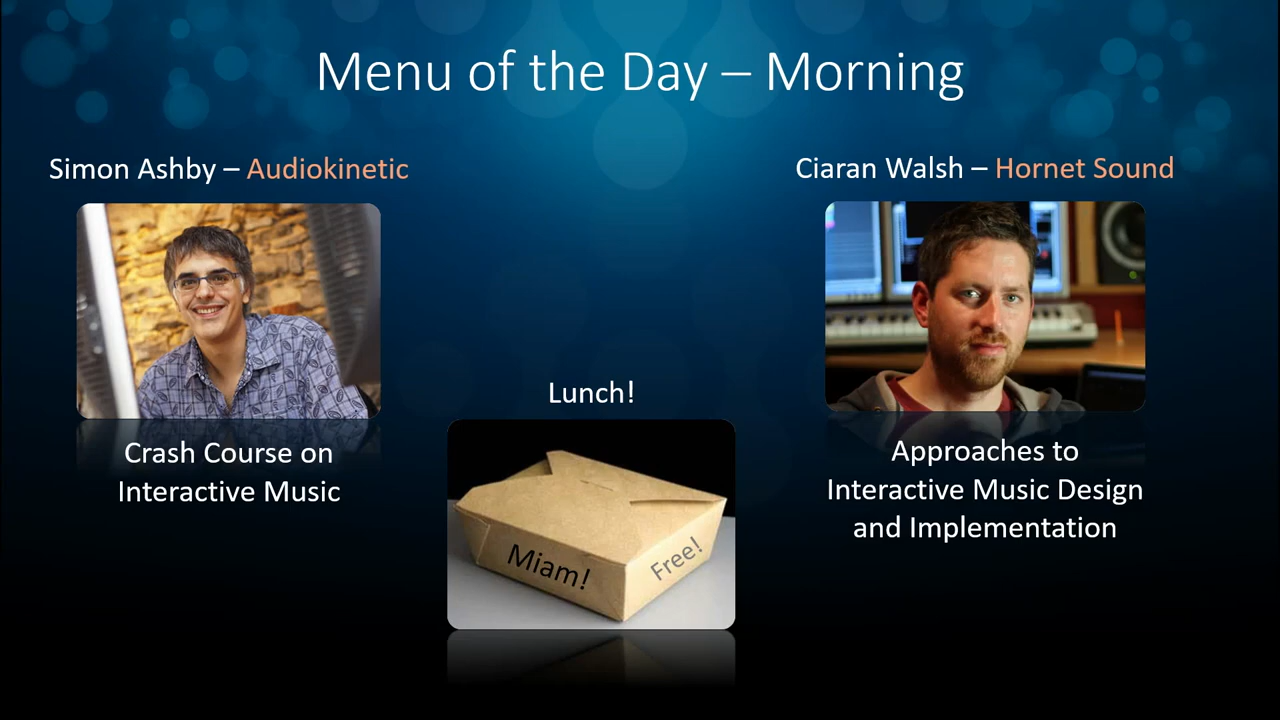 Menu of the Day – Morning
Simon Ashby – Audiokinetic
Crash Course on
Interactive Music
Lunch!
Miam!
Free!
Ciaran Walsh – Hornet Sound
Approaches to
Interactive Music Design
and Implementation